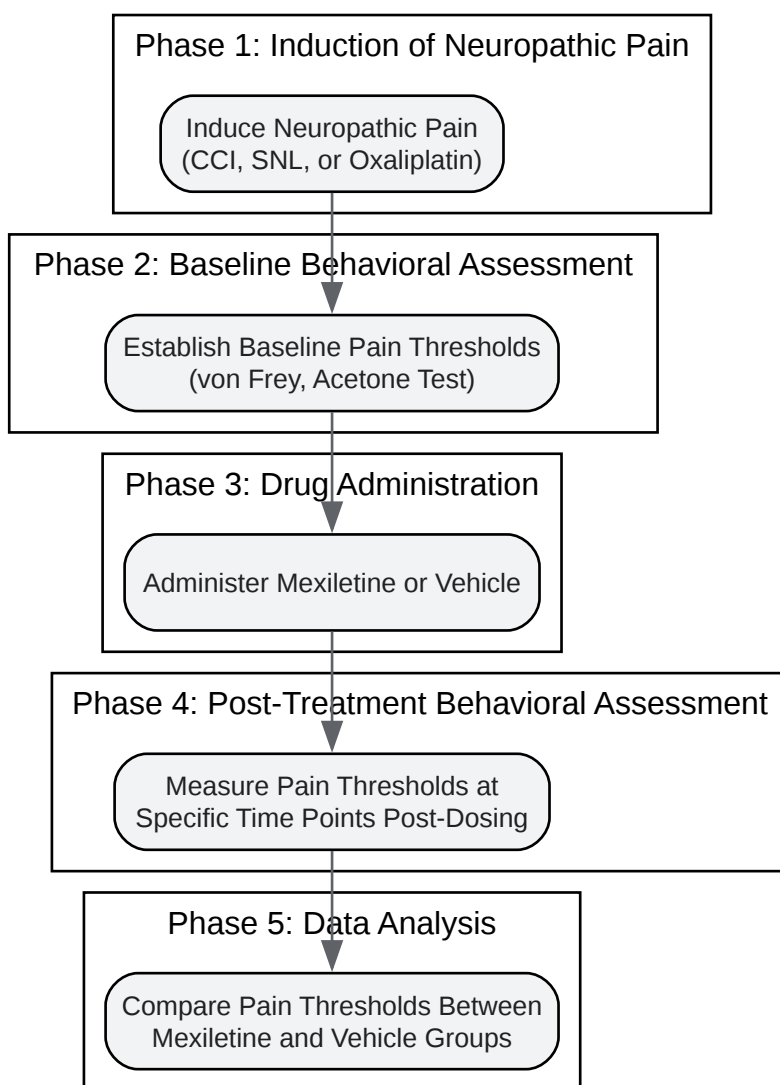 Phase 1: Induction of Neuropathic Pain
Induce Neuropathic Pain
(CCI, SNL, or Oxaliplatin)
Phase 2: Baseline Behavioral Assessment
Establish Baseline Pain Thresholds
(von Frey, Acetone Test)
Phase 3: Drug Administration
Administer Mexiletine or Vehicle
Phase 4: Post-Treatment Behavioral Assessment
Measure Pain Thresholds at
Specific Time Points Post-Dosing
Phase 5: Data Analysis
Compare Pain Thresholds Between
Mexiletine and Vehicle Groups